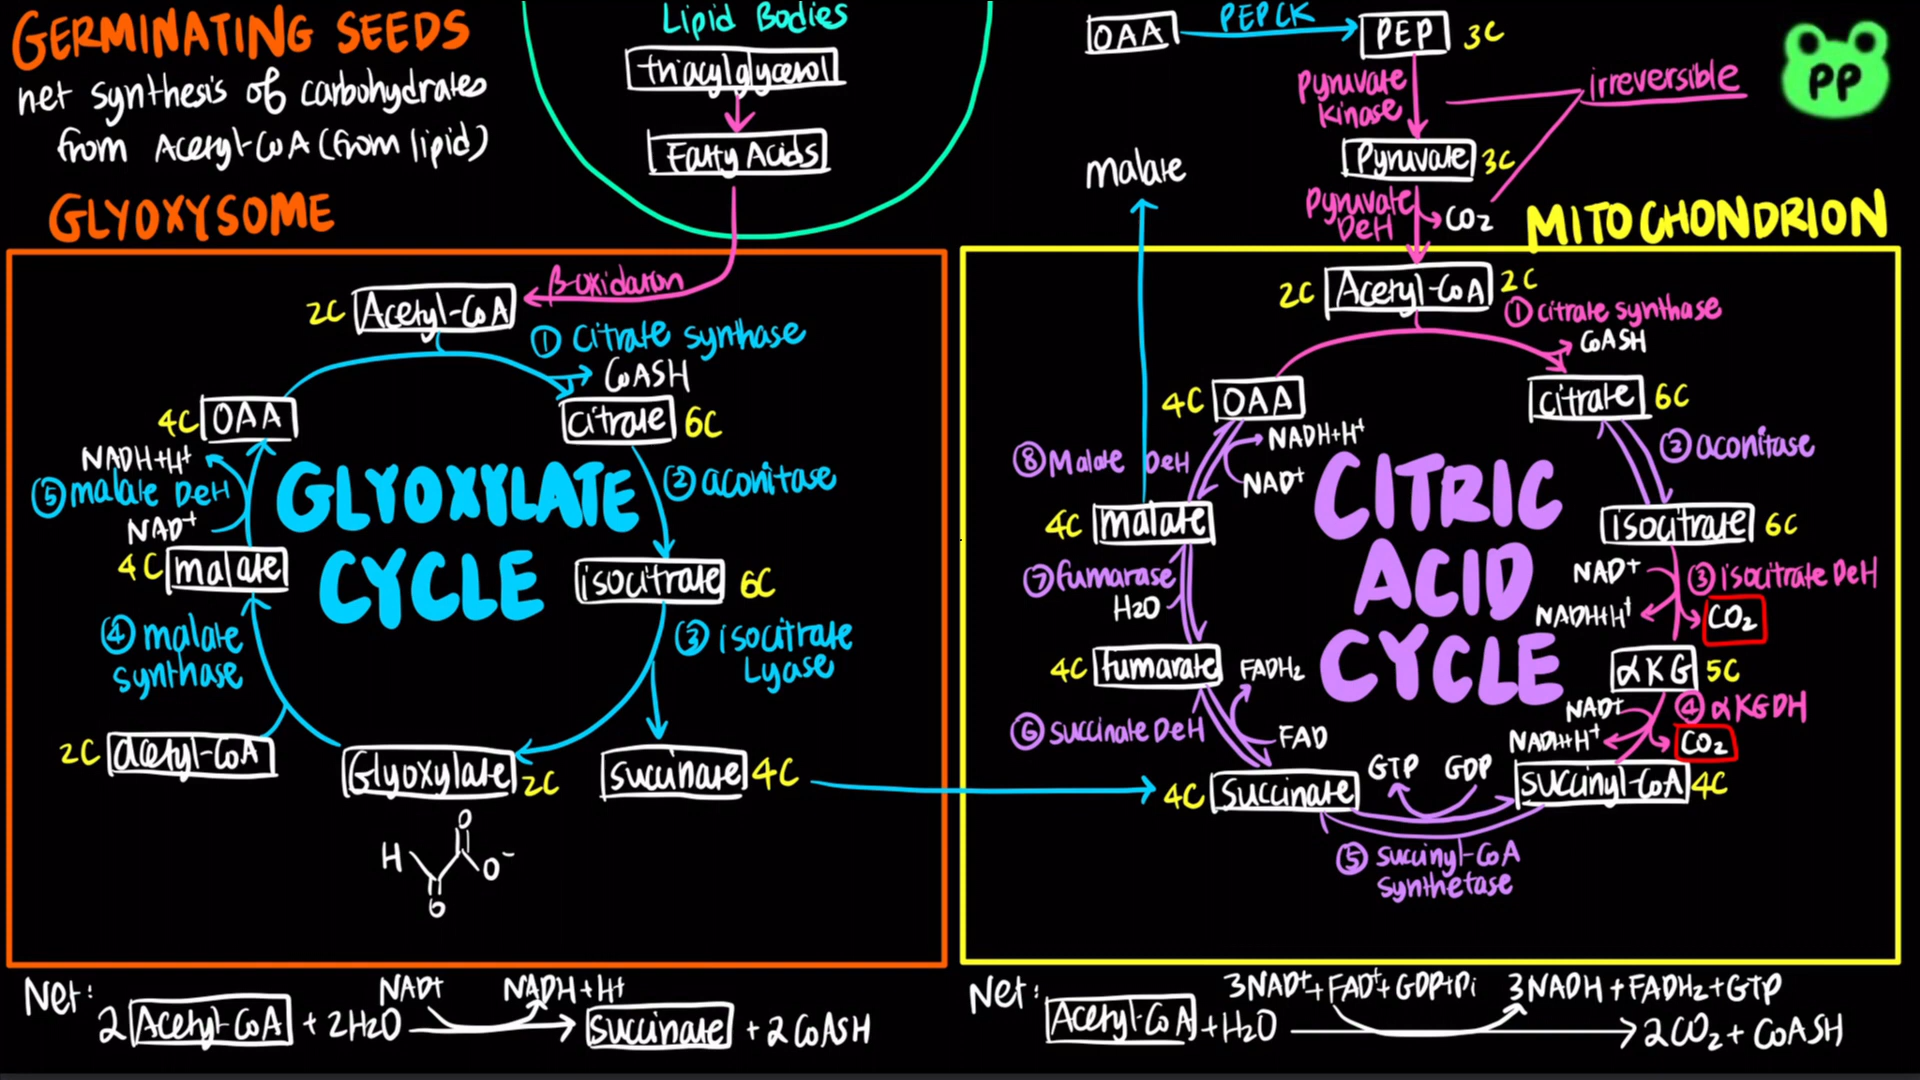 GERMINATING SEEDS
net synthesis of carbohydrates
from Acetyl-CoA (from lipid)
GLYOXYSOME
Lipid Bodies
triacylglycerol
Fatty Acids
β-oxidation
2C Acetyl-CoA
① Citrate synthase
CoASH
4C OAA
citrate 6C
NADH+H+
⑤ malate DeH
NAD+
② aconitase
GLYOXYLATE
CYCLE
4C malate
isocitrate 6C
④ malate
synthase
③ isocitrate
Lyase
2C acetyl-CoA
Glyoxylate 2C
succinate 4C
H
O
O-
O
Net:
NAD+
NADH+H+
2 Acetyl-CoA + 2H2O
succinate + 2 CoASH
OAA
PEPCK
PEP 3C
PP
Pyruvate
kinase
irreversible
Pyruvate 3C
malate
Pyruvate
DeH
CO2
MITOCHONDRION
2C Acetyl-CoA 2C
① citrate synthase
CoASH
4C OAA
citrate 6C
NADH+H+
NAD+
⑧ Malate DeH
② aconitase
CITRIC
ACID
CYCLE
4C malate
isocitrate 6C
⑦ fumarase
H2O
NAD+
③ isocitrate DeH
NADH+H+
CO2
4C fumarate
FADH2
αKG 5C
⑥ succinate DeH
FAD
NAD+
④ αKGDH
NADH+H+
CO2
GTP GDP
4C Succinate
succinyl-CoA 4C
⑤ succinyl-CoA
synthetase
Net:
3NAD++FAD++GDP+Pi
3NADH+FADH2+GTP
Acetyl-CoA + H2O
2CO2 + CoASH